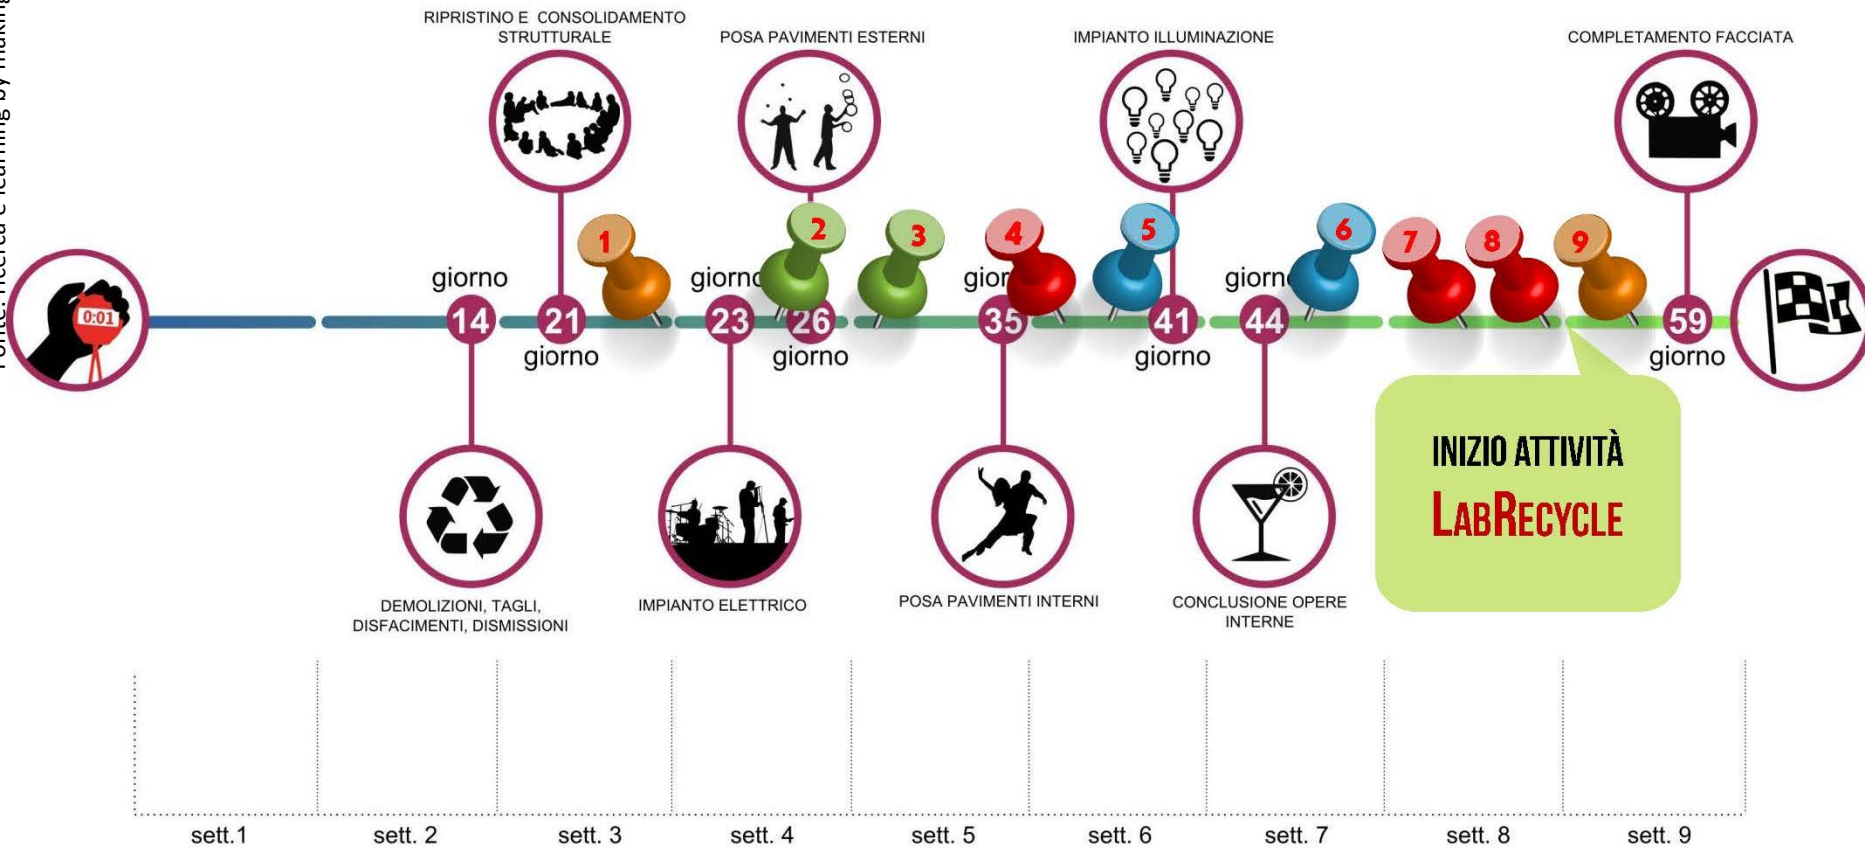 RIPRISTINO E CONSOLIDAMENTO
STRUTTURALE
POSA PAVIMENTI ESTERNI
IMPIANTO ILLUMINAZIONE
COMPLETAMENTO FACCIATA
1
2
3
4
5
6
7
8
9
giorno
giorno
giorno
0:01
14
21
23
26
35
41
44
59
giorno
giorno
giorno
giorno
INIZIO ATTIVITÀ
LABRECYCLE
DEMOLIZIONI, TAGLI,
DISFACIMENTI, DISMISSIONI
IMPIANTO ELETTRICO
POSA PAVIMENTI INTERNI
CONCLUSIONE OPERE
INTERNE
sett.1
sett. 2
sett. 3
sett. 4
sett. 5
sett. 6
sett. 7
sett. 8
sett. 9